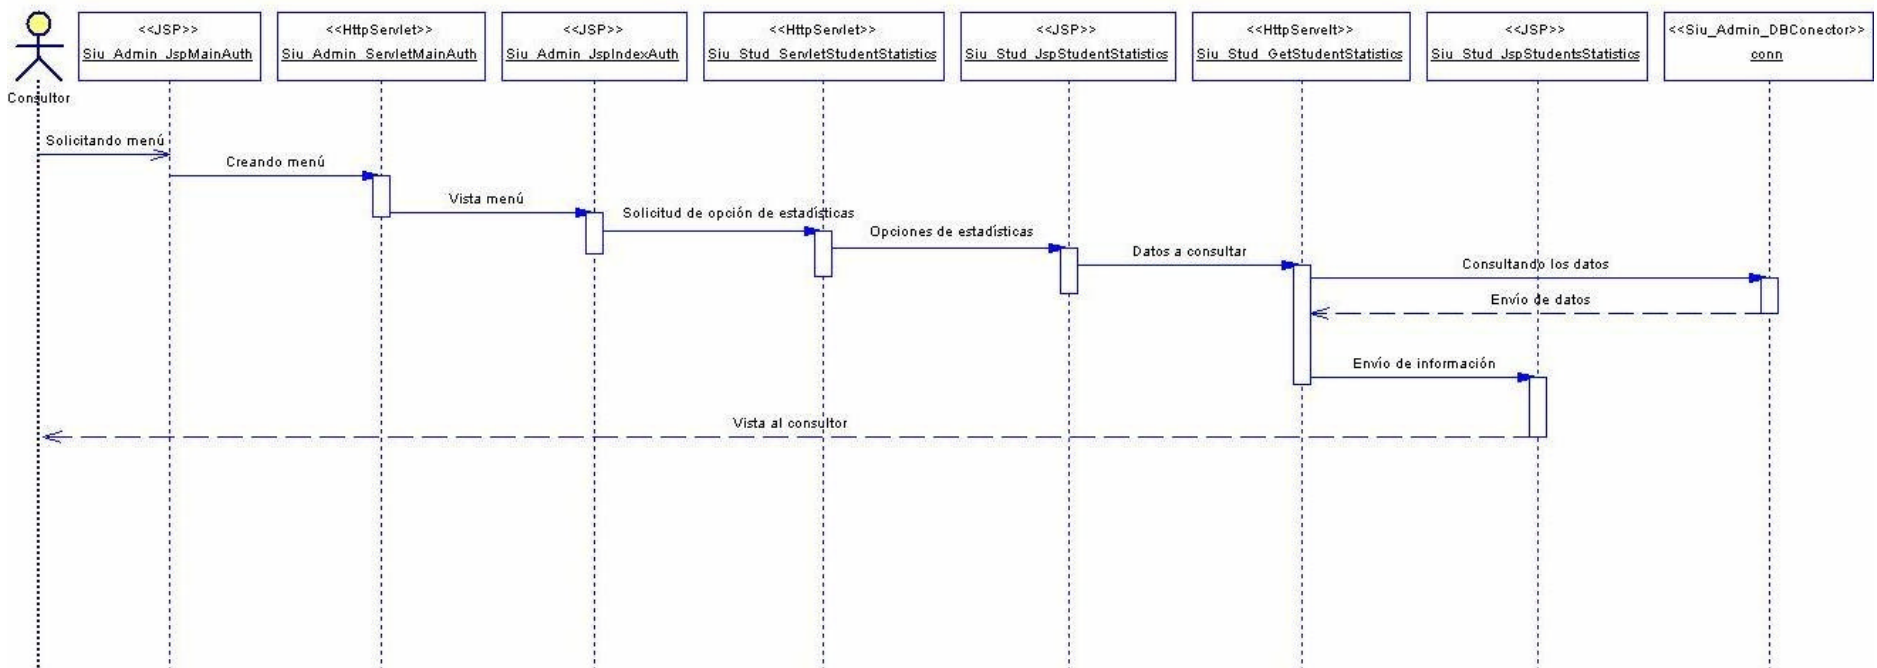 <<JSP>>
Siu_Admin_JspMainAuth
<<HttpServlet>>
Siu_Admin_ServletMainAuth
<<JSP>>
Siu_Admin_JspIndexAuth
<<HttpServlet>>
Siu_Stud_ServletStudentStatistics
<<JSP>>
Siu_Stud_JspStudentStatistics
<<HttpServelt>>
Siu_Stud_GetStudentStatistics
<<JSP>>
Siu_Stud_JspStudentsStatistics
<<Siu_Admin_DBConector>>
conn
Consultor
Solicitando menú
Creando menú
Vista menú
Solicitud de opción de estadísticas
Opciones de estadísticas
Datos a consultar
Consultando los datos
Envío de datos
Envío de información
Vista al consultor